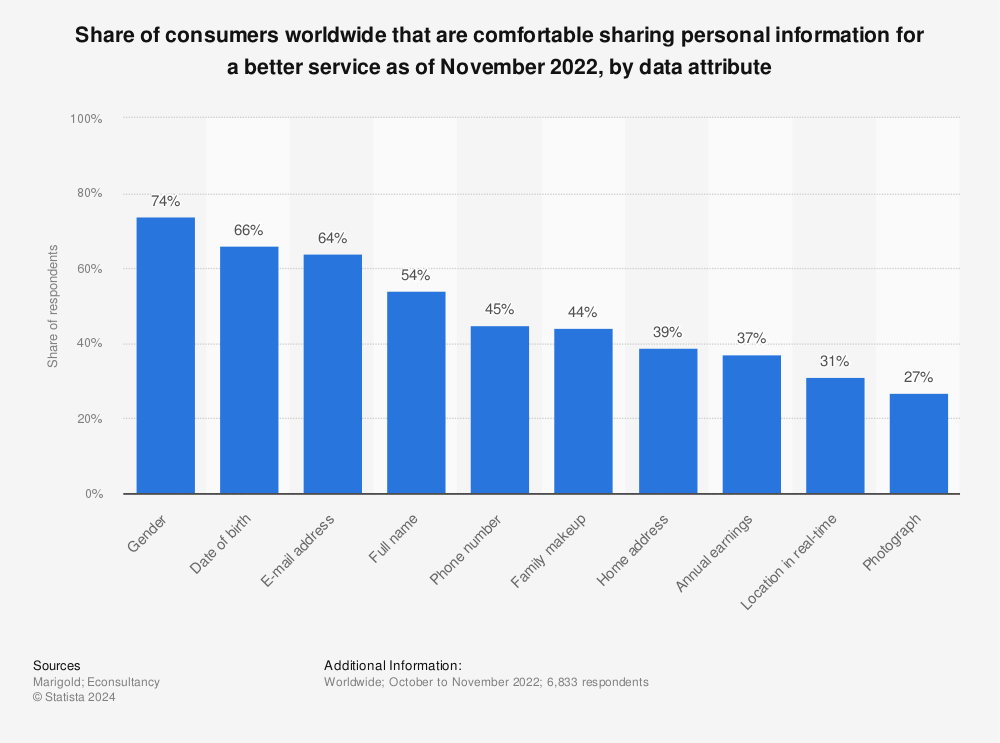 Share of consumers worldwide that are comfortable sharing personal information for
a better service as of November 2022, by data attribute
100%
80%
60%
40%
20%
0%
Share of respondents
74%
66%
64%
54%
45%
44%
39%
37%
31%
27%
Gender
Date of birth
E-mail address
Full name
Phone number
Family makeup
Home address
Annual earnings
Location in real-time
Photograph
Sources
Marigold; Econsultancy
© Statista 2024
Additional Information:
Worldwide; October to November 2022; 6,833 respondents